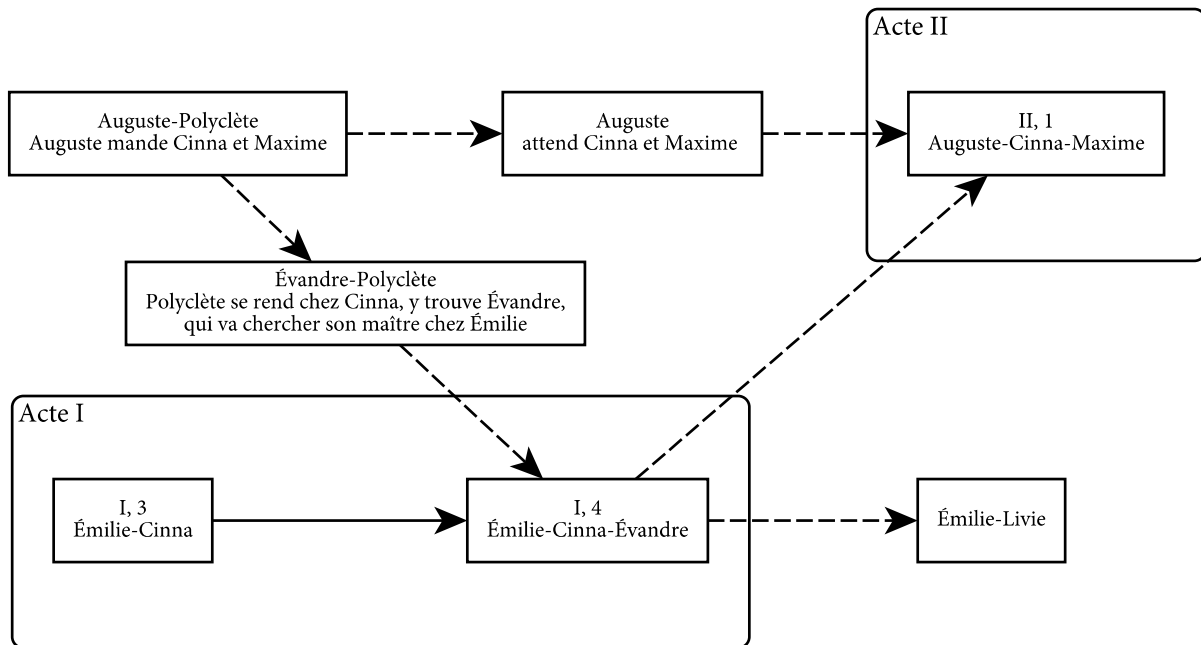 Acte II
Auguste-Polyclète
Auguste mande Cinna et Maxime
Auguste
attend Cinna et Maxime
II, 1
Auguste-Cinna-Maxime
Évandre-Polyclète
Polyclète se rend chez Cinna, y trouve Évandre,
qui va chercher son maître chez Émilie
Acte I
I, 3
Émilie-Cinna
I, 4
Émilie-Cinna-Évandre
Émilie-Livie